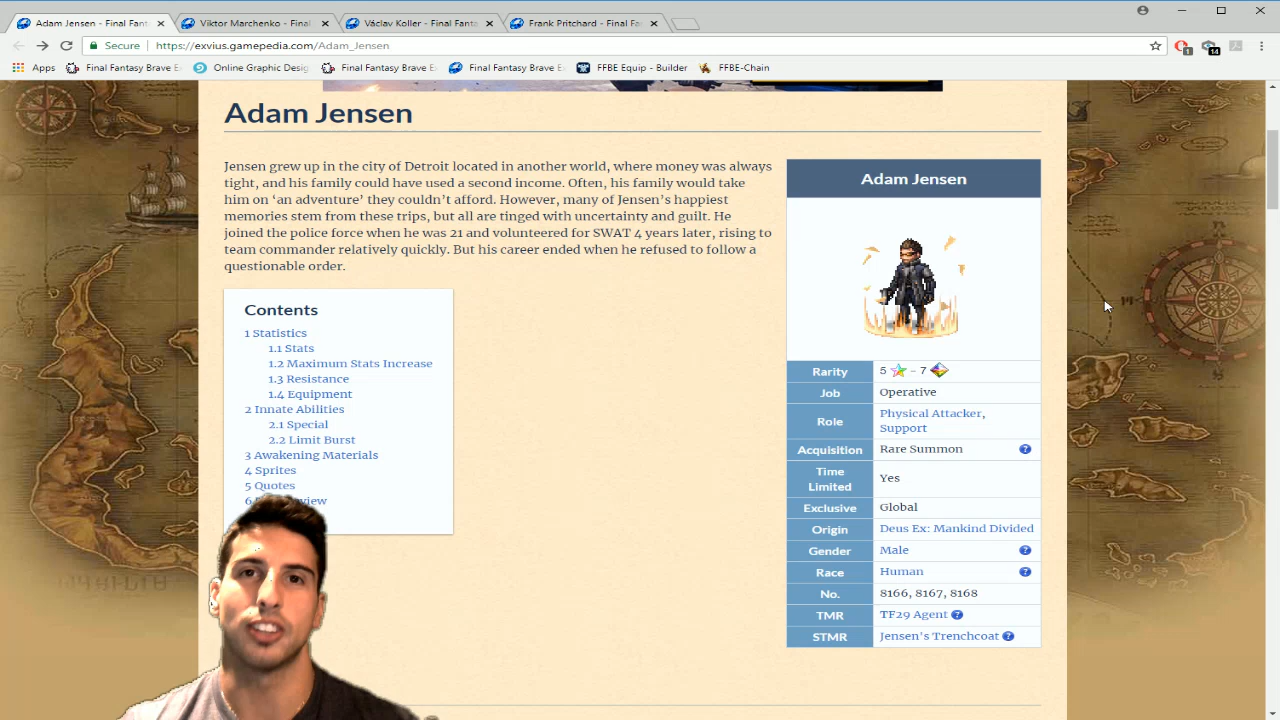 Adam Jensen - Final Fant
Viktor Marchenko - Final
Václav Koller - Final Fanta
Frank Pritchard - Final Fa
Secure https://exvius.gamepedia.com/Adam_Jensen
1
14
Apps Final Fantasy Brave E Online Graphic Desig Final Fantasy Brave E Final Fantasy Brave E FFBE Equip - Builder FFBE-Chain
Adam Jensen
Jensen grew up in the city of Detroit located in another world, where money was always
tight, and his family could have used a second income. Often, his family would take
him on ‘an adventure’ they couldn’t afford. However, many of Jensen’s happiest
memories stem from these trips, but all are tinged with uncertainty and guilt. He
joined the police force when he was 21 and volunteered for SWAT 4 years later, rising to
team commander relatively quickly. But his career ended when he refused to follow a
questionable order.
Contents
1 Statistics
1.1 Stats
1.2 Maximum Stats Increase
1.3 Resistance
1.4 Equipment
2 Innate Abilities
2.1 Special
2.2 Limit Burst
3 Awakening Materials
4 Sprites
5 Quotes
6
Adam Jensen
Rarity 5 – 7
Job Operative
Role Physical Attacker,
Support
Acquisition Rare Summon ?
Time
Limited Yes
Exclusive Global
Origin Deus Ex: Mankind Divided
Gender Male ?
Race Human ?
No. 8166, 8167, 8168
TMR TF29 Agent ?
STMR Jensen's Trenchcoat ?